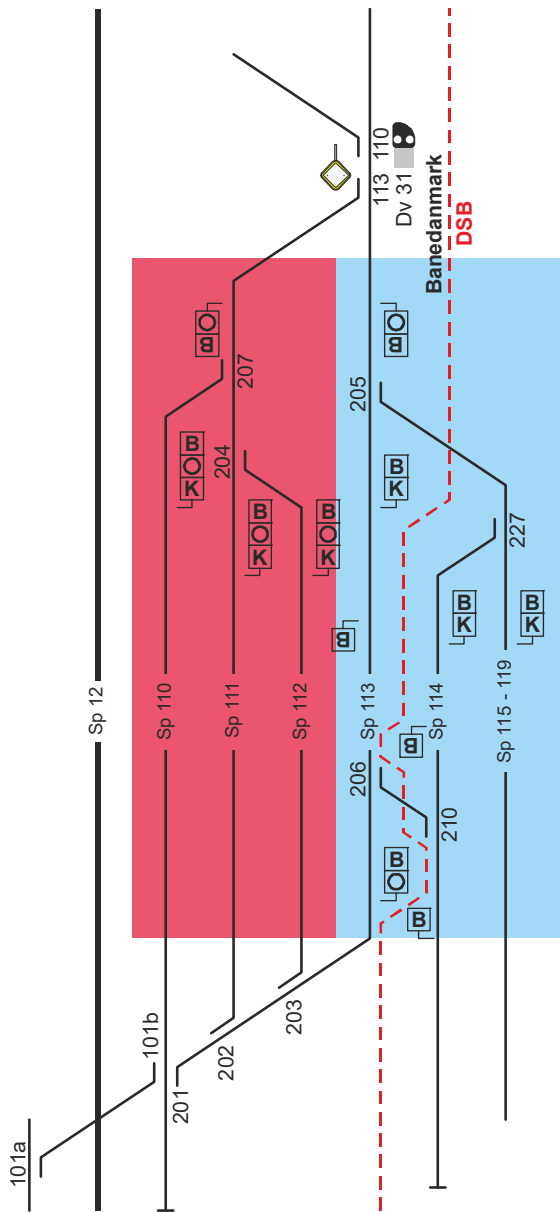 101a
Sp 12
101b
Sp 110
201
B O K
B O
202
Sp 111
204
207
B O K
203
Sp 112
B O K
B
206
205
Sp 113
113
110
B O
B K
B O
Dv 31
B
B
Banedanmark
Sp 114
210
B K
DSB
Sp 115 - 119
227
B K